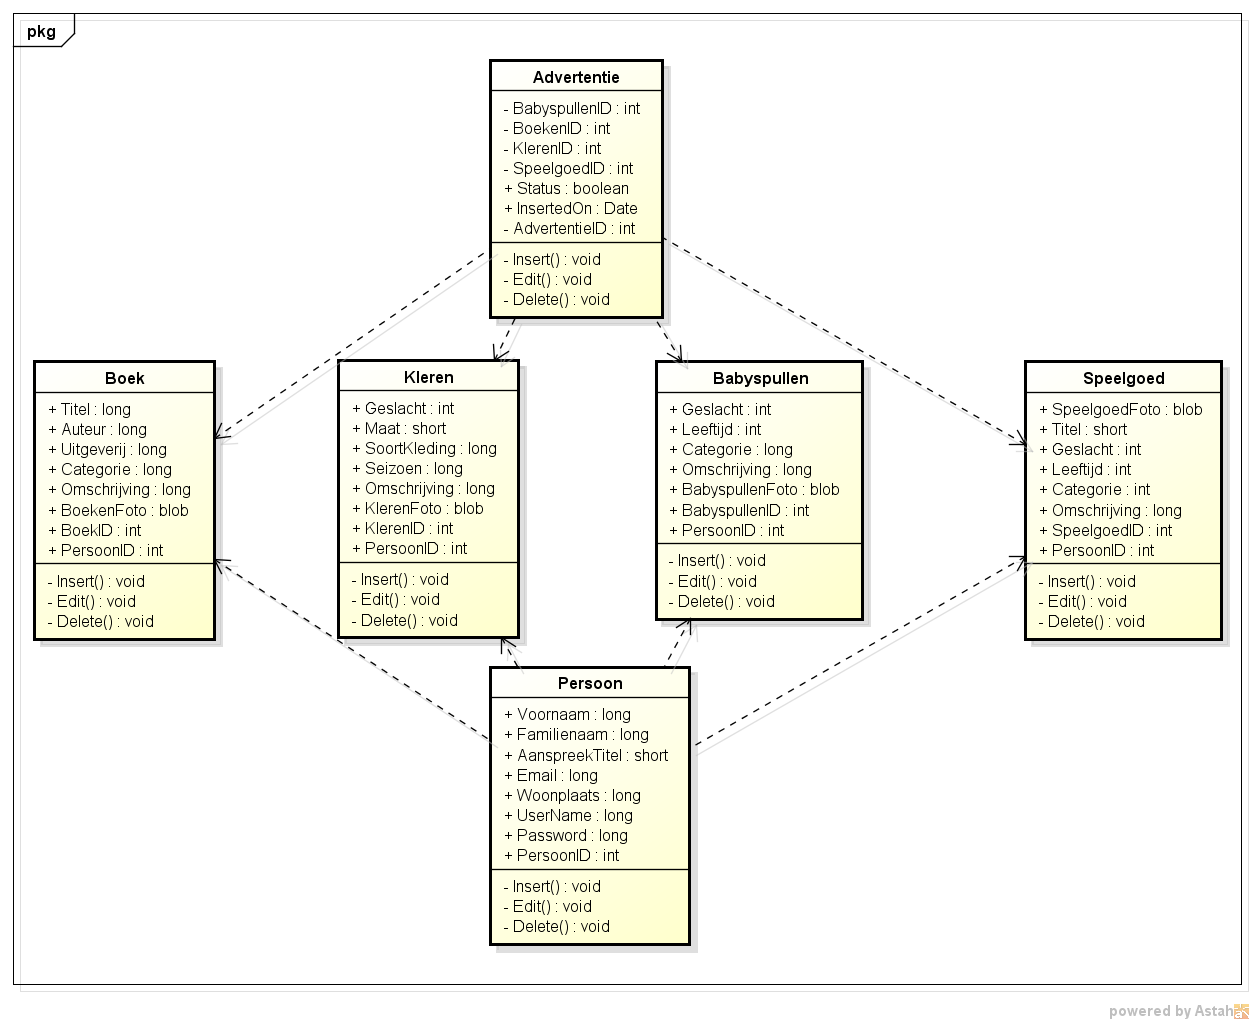 pkg
Advertentie
- BabyspullenID : int
- BoekenID : int
- KlerenID : int
- SpeelgoedID : int
+ Status : boolean
+ InsertedOn : Date
- AdvertentieID : int
- Insert() : void
- Edit() : void
- Delete() : void
Boek
+ Titel : long
+ Auteur : long
+ Uitgeverij : long
+ Categorie : long
+ Omschrijving : long
+ BoekenFoto : blob
+ BoekID : int
+ PersoonID : int
- Insert() : void
- Edit() : void
- Delete() : void
Kleren
+ Geslacht : int
+ Maat : short
+ SoortKleding : long
+ Seizoen : long
+ Omschrijving : long
+ KlerenFoto : blob
+ KlerenID : int
+ PersoonID : int
- Insert() : void
- Edit() : void
- Delete() : void
Babyspullen
+ Geslacht : int
+ Leeftijd : int
+ Categorie : long
+ Omschrijving : long
+ BabyspullenFoto : blob
+ BabyspullenID : int
+ PersoonID : int
- Insert() : void
- Edit() : void
- Delete() : void
Speelgoed
+ SpeelgoedFoto : blob
+ Titel : short
+ Geslacht : int
+ Leeftijd : int
+ Categorie : int
+ Omschrijving : long
+ SpeelgoedID : int
+ PersoonID : int
- Insert() : void
- Edit() : void
- Delete() : void
Persoon
+ Voornaam : long
+ Familienaam : long
+ AanspreekTitel : short
+ Email : long
+ Woonplaats : long
+ UserName : long
+ Password : long
+ PersoonID : int
- Insert() : void
- Edit() : void
- Delete() : void
powered by Astah